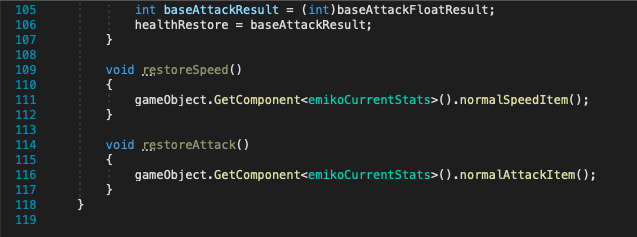 105 int baseAttackResult = (int)baseAttackFloatResult;
106 healthRestore = baseAttackResult;
107 }
108
109 void restoreSpeed()
110 {
111 gameObject.GetComponent<emikoCurrentStats>().normalSpeedItem();
112 }
113
114 void restoreAttack()
115 {
116 gameObject.GetComponent<emikoCurrentStats>().normalAttackItem();
117 }
118 }
119